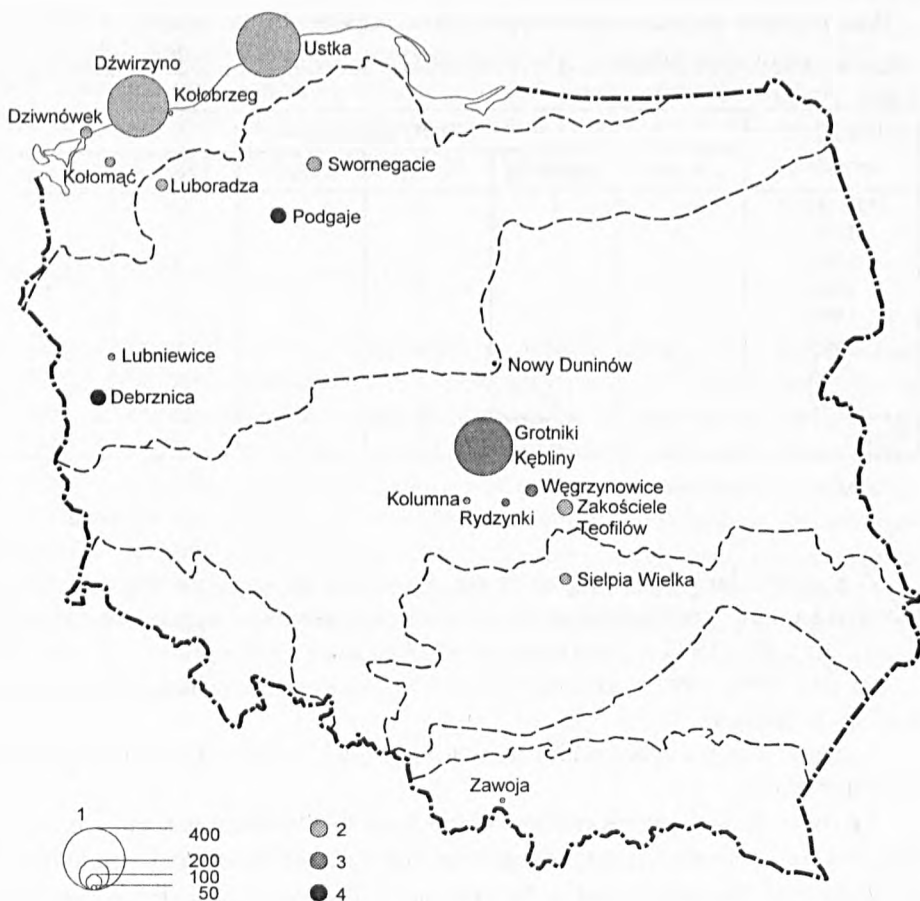 Ustka
Dźwirzyno
Kołobrzeg
Dziwnówek
Kołomąć
Swornegacie
Luboradza
Podgaje
Lubniewice
Nowy Duninów
Debrznica
Grotniki
Kębliny
Węgrzynowice
Kolumna
Rydzynki
Zakościele
Teofilów
Sielpia Wielka
Zawoja
1
400
200
100
50
2
3
4